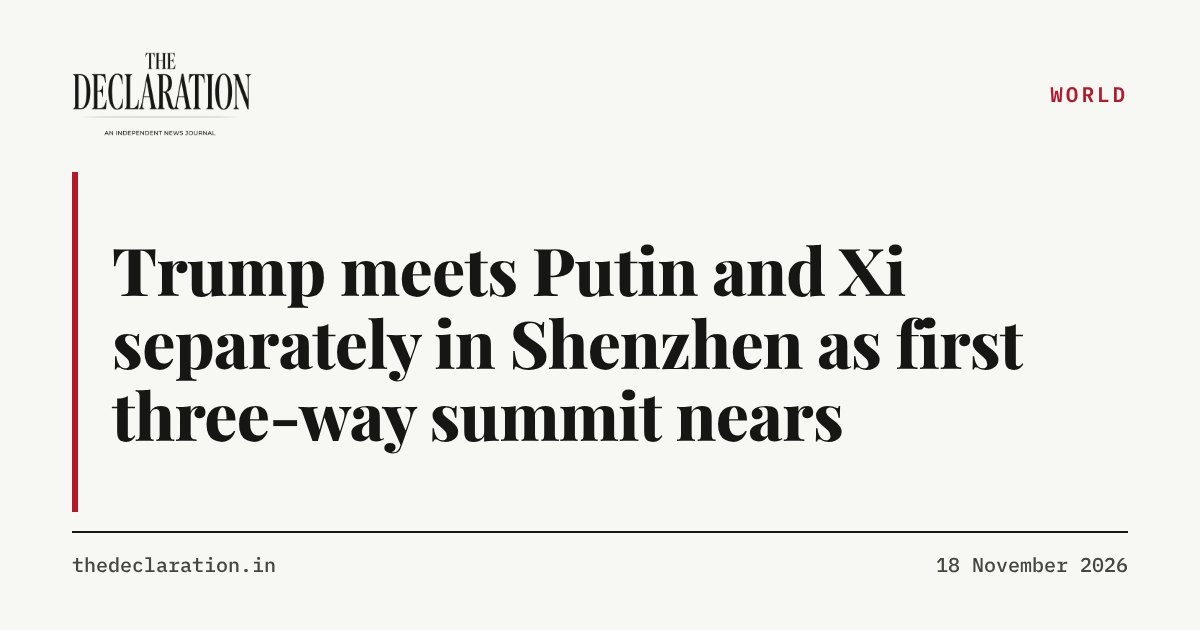 THE
DECLARATION
AN INDEPENDENT NEWS JOURNAL
WORLD
Trump meets Putin and Xi
separately in Shenzhen as first
three-way summit nears
thedeclaration.in
18 November 2026